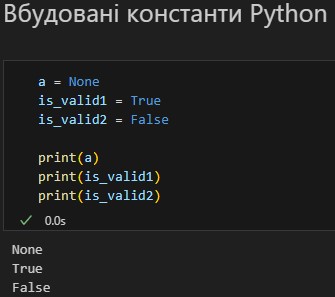 Вбудовані константи Python
a = None
is_valid1 = True
is_valid2 = False
print(a)
print(is_valid1)
print(is_valid2)
✓ 0.0s
None
True
False